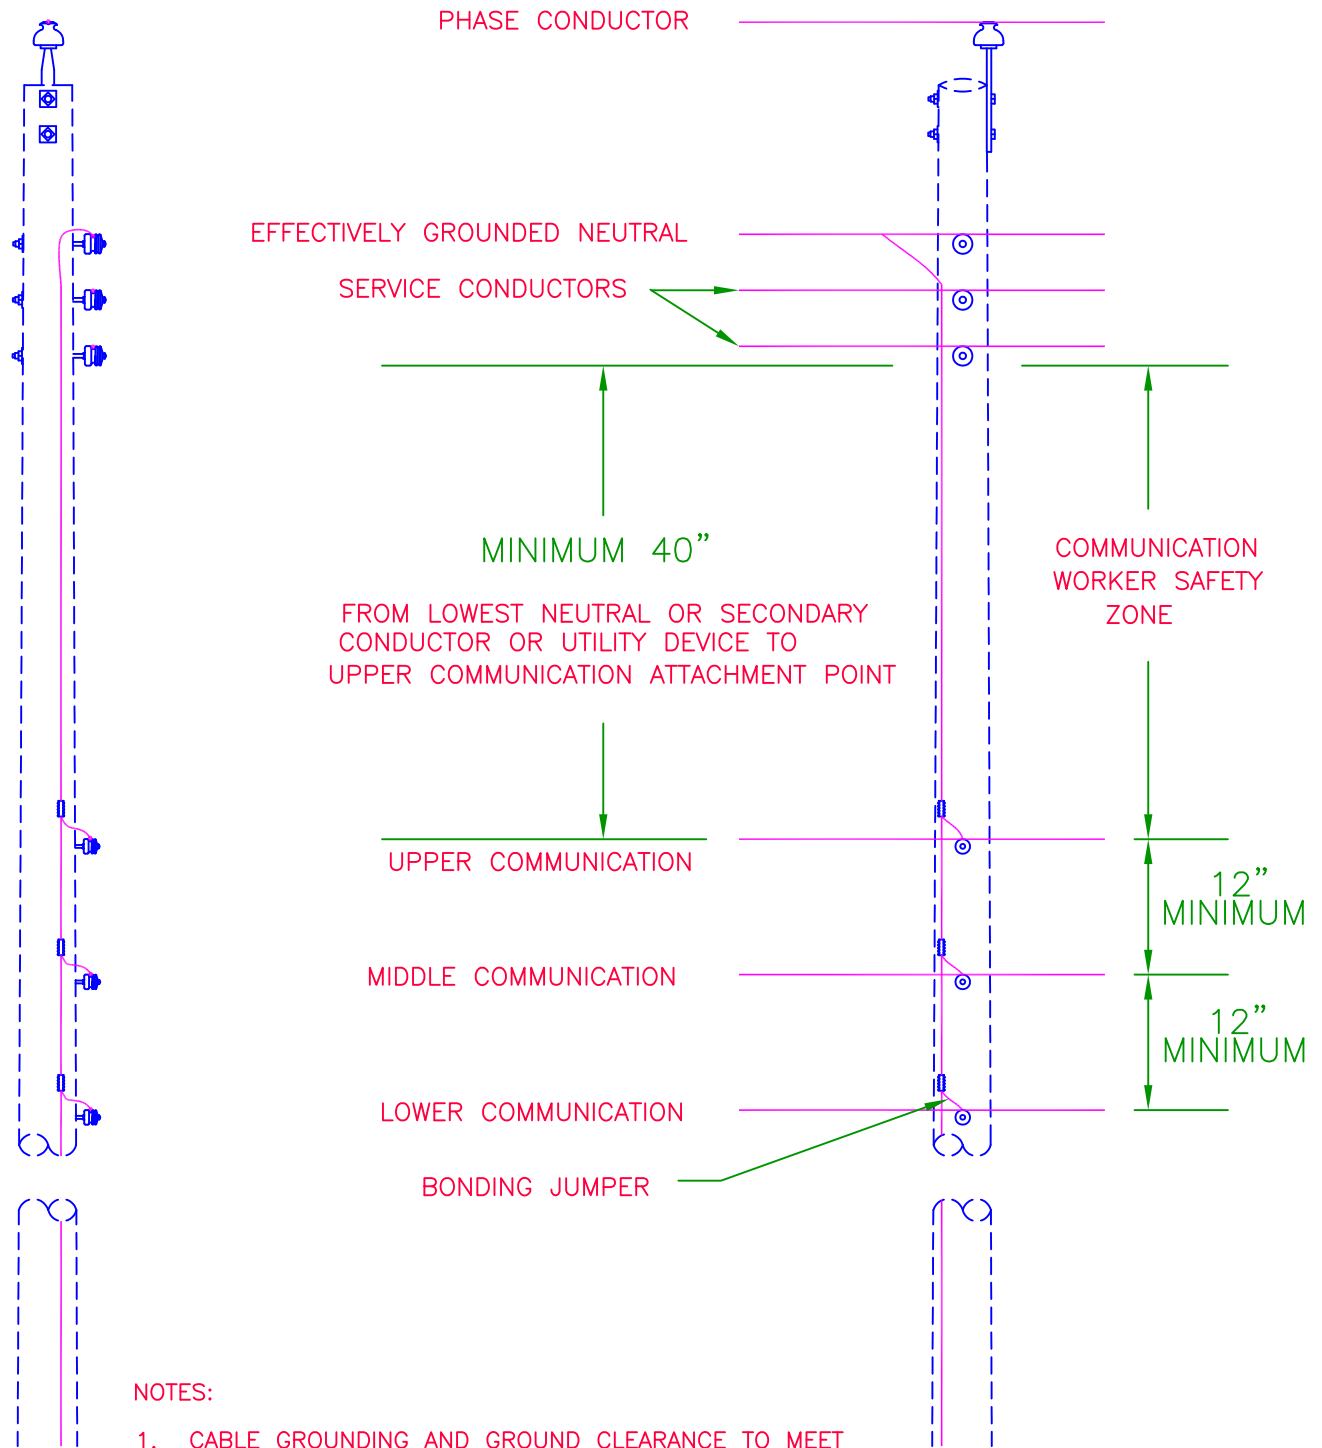 PHASE CONDUCTOR
EFFECTIVELY GROUNDED NEUTRAL
SERVICE CONDUCTORS
MINIMUM 40”
FROM LOWEST NEUTRAL OR SECONDARY
CONDUCTOR OR UTILITY DEVICE TO
UPPER COMMUNICATION ATTACHMENT POINT
COMMUNICATION
WORKER SAFETY
ZONE
UPPER COMMUNICATION
12”
MINIMUM
MIDDLE COMMUNICATION
12”
MINIMUM
LOWER COMMUNICATION
BONDING JUMPER
NOTES:
1. CABLE GROUNDING AND GROUND CLEARANCE TO MEET